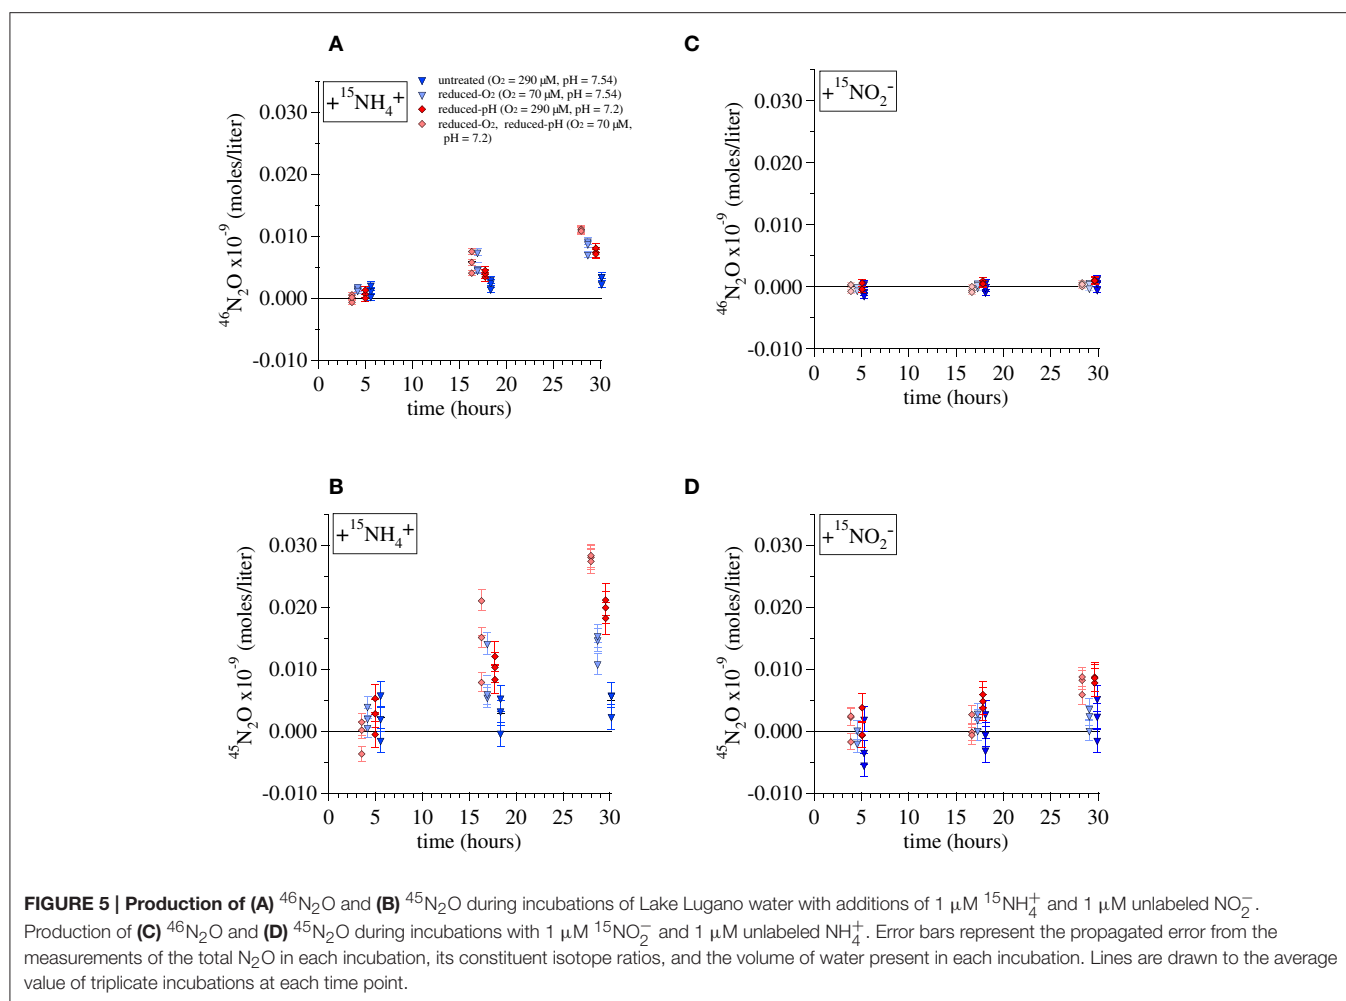 A
+¹⁵NH₄⁺
untreated (O₂ = 290 µM, pH = 7.54)
reduced-O₂ (O₂ = 70 µM, pH = 7.54)
reduced-pH (O₂ = 290 µM, pH = 7.2)
reduced-O₂, reduced-pH (O₂ = 70 µM,
pH = 7.2)
⁴⁶N₂O x10⁻⁹ (moles/liter)
0.030
0.020
0.010
0.000
-0.010
0 5 10 15 20 25 30
time (hours)
C
+¹⁵NO₂⁻
⁴⁶N₂O x10⁻⁹ (moles/liter)
0.030
0.020
0.010
0.000
-0.010
0 5 10 15 20 25 30
time (hours)
B
+¹⁵NH₄⁺
⁴⁵N₂O x10⁻⁹ (moles/liter)
0.030
0.020
0.010
0.000
-0.010
0 5 10 15 20 25 30
time (hours)
D
+¹⁵NO₂⁻
⁴⁵N₂O x10⁻⁹ (moles/liter)
0.030
0.020
0.010
0.000
-0.010
0 5 10 15 20 25 30
time (hours)
FIGURE 5 | Production of (A) ⁴⁶N₂O and (B) ⁴⁵N₂O during incubations of Lake Lugano water with additions of 1 µM ¹⁵NH₄⁺ and 1 µM unlabeled NO₂⁻.
Production of (C) ⁴⁶N₂O and (D) ⁴⁵N₂O during incubations with 1 µM ¹⁵NO₂⁻ and 1 µM unlabeled NH₄⁺. Error bars represent the propagated error from the
measurements of the total N₂O in each incubation, its constituent isotope ratios, and the volume of water present in each incubation. Lines are drawn to the average
value of triplicate incubations at each time point.